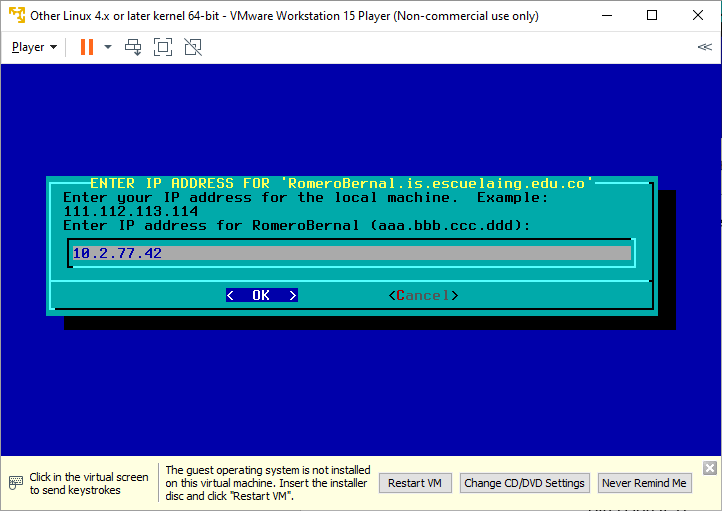 Other Linux 4.x or later kernel 64-bit - VMware Workstation 15 Player (Non-commercial use only)
Player
ENTER IP ADDRESS FOR 'RomeroBernal.is.escuelaing.edu.co'
Enter your IP address for the local machine.  Example:
111.112.113.114
Enter IP address for RomeroBernal (aaa.bbb.ccc.ddd):
10.2.77.42
<  OK  >
<Cancel>
Click in the virtual screen
to send keystrokes
The guest operating system is not installed
on this virtual machine. Insert the installer
disc and click "Restart VM".
Restart VM
Change CD/DVD Settings
Never Remind Me